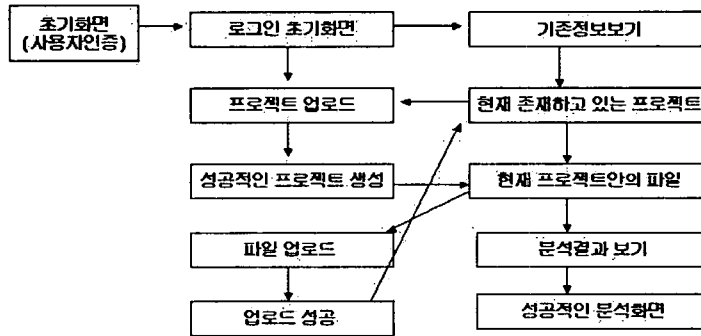 초기화면
(사용자인증)
로그인 초기화면
기존정보보기
프로젝트 업로드
현재 존재하고 있는 프로젝트
성공적인 프로젝트 생성
현재 프로젝트안의 파일
파일 업로드
분석결과 보기
업로드 성공
성공적인 분석화면